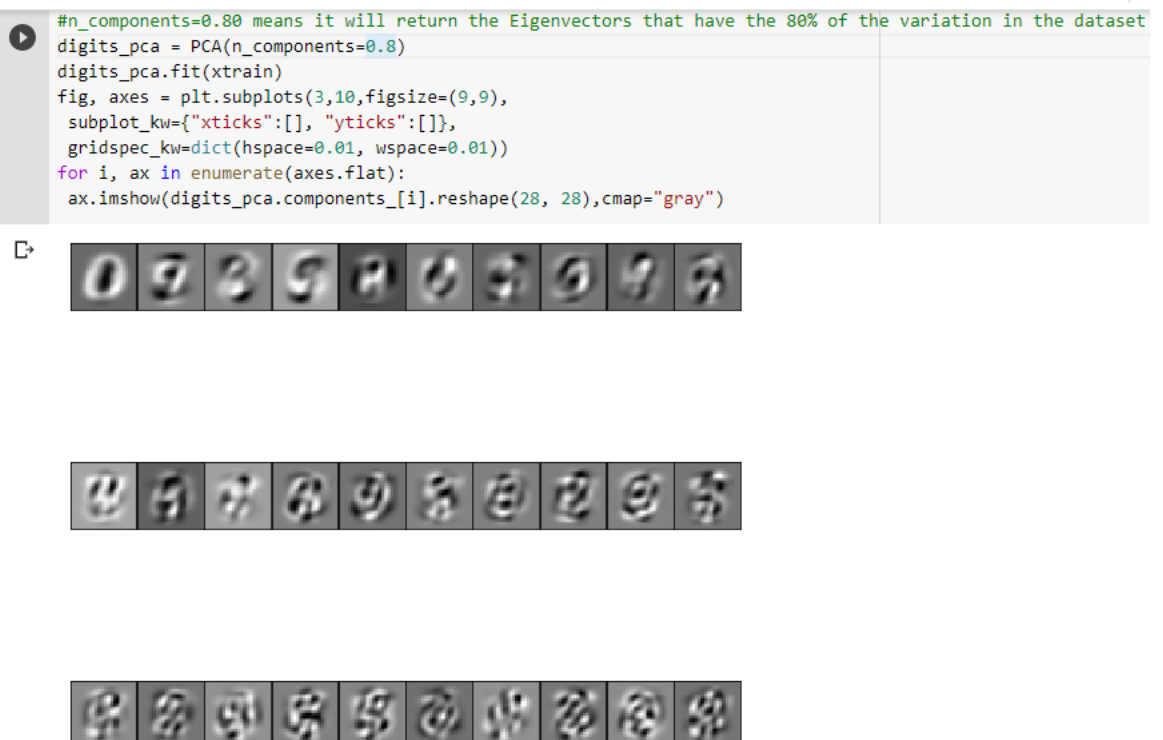 #n_components=0.80 means it will return the Eigenvectors that have the 80% of the variation in the dataset
digits_pca = PCA(n_components=0.8)
digits_pca.fit(xtrain)
fig, axes = plt.subplots(3,10,figsize=(9,9),
 subplot_kw={"xticks":[], "yticks":[]},
 gridspec_kw=dict(hspace=0.01, wspace=0.01))
for i, ax in enumerate(axes.flat):
 ax.imshow(digits_pca.components_[i].reshape(28, 28),cmap="gray")